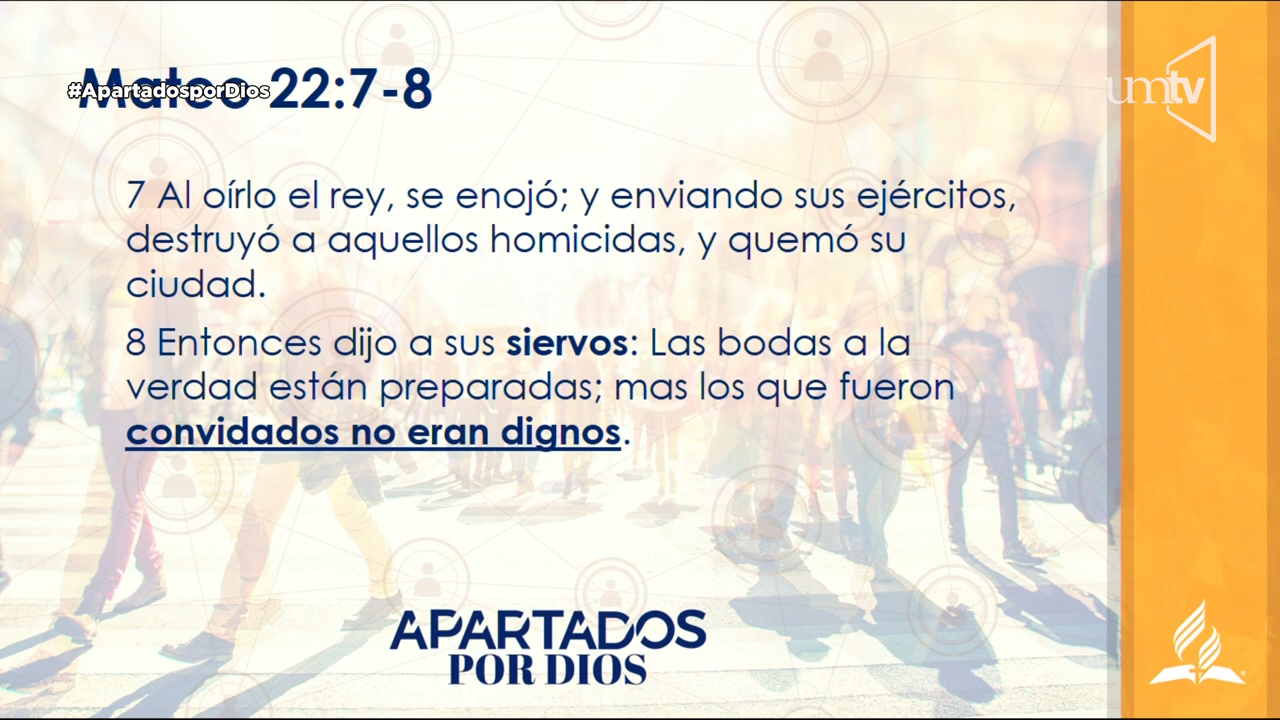 Mateo 22:7-8
#ApartadosporDios
umtv
7 Al oírlo el rey, se enojó; y enviando sus ejércitos,
destruyó a aquellos homicidas, y quemó su
ciudad.
8 Entonces dijo a sus siervos: Las bodas a la
verdad están preparadas; mas los que fueron
convidados no eran dignos.
APARTADOS
POR DIOS